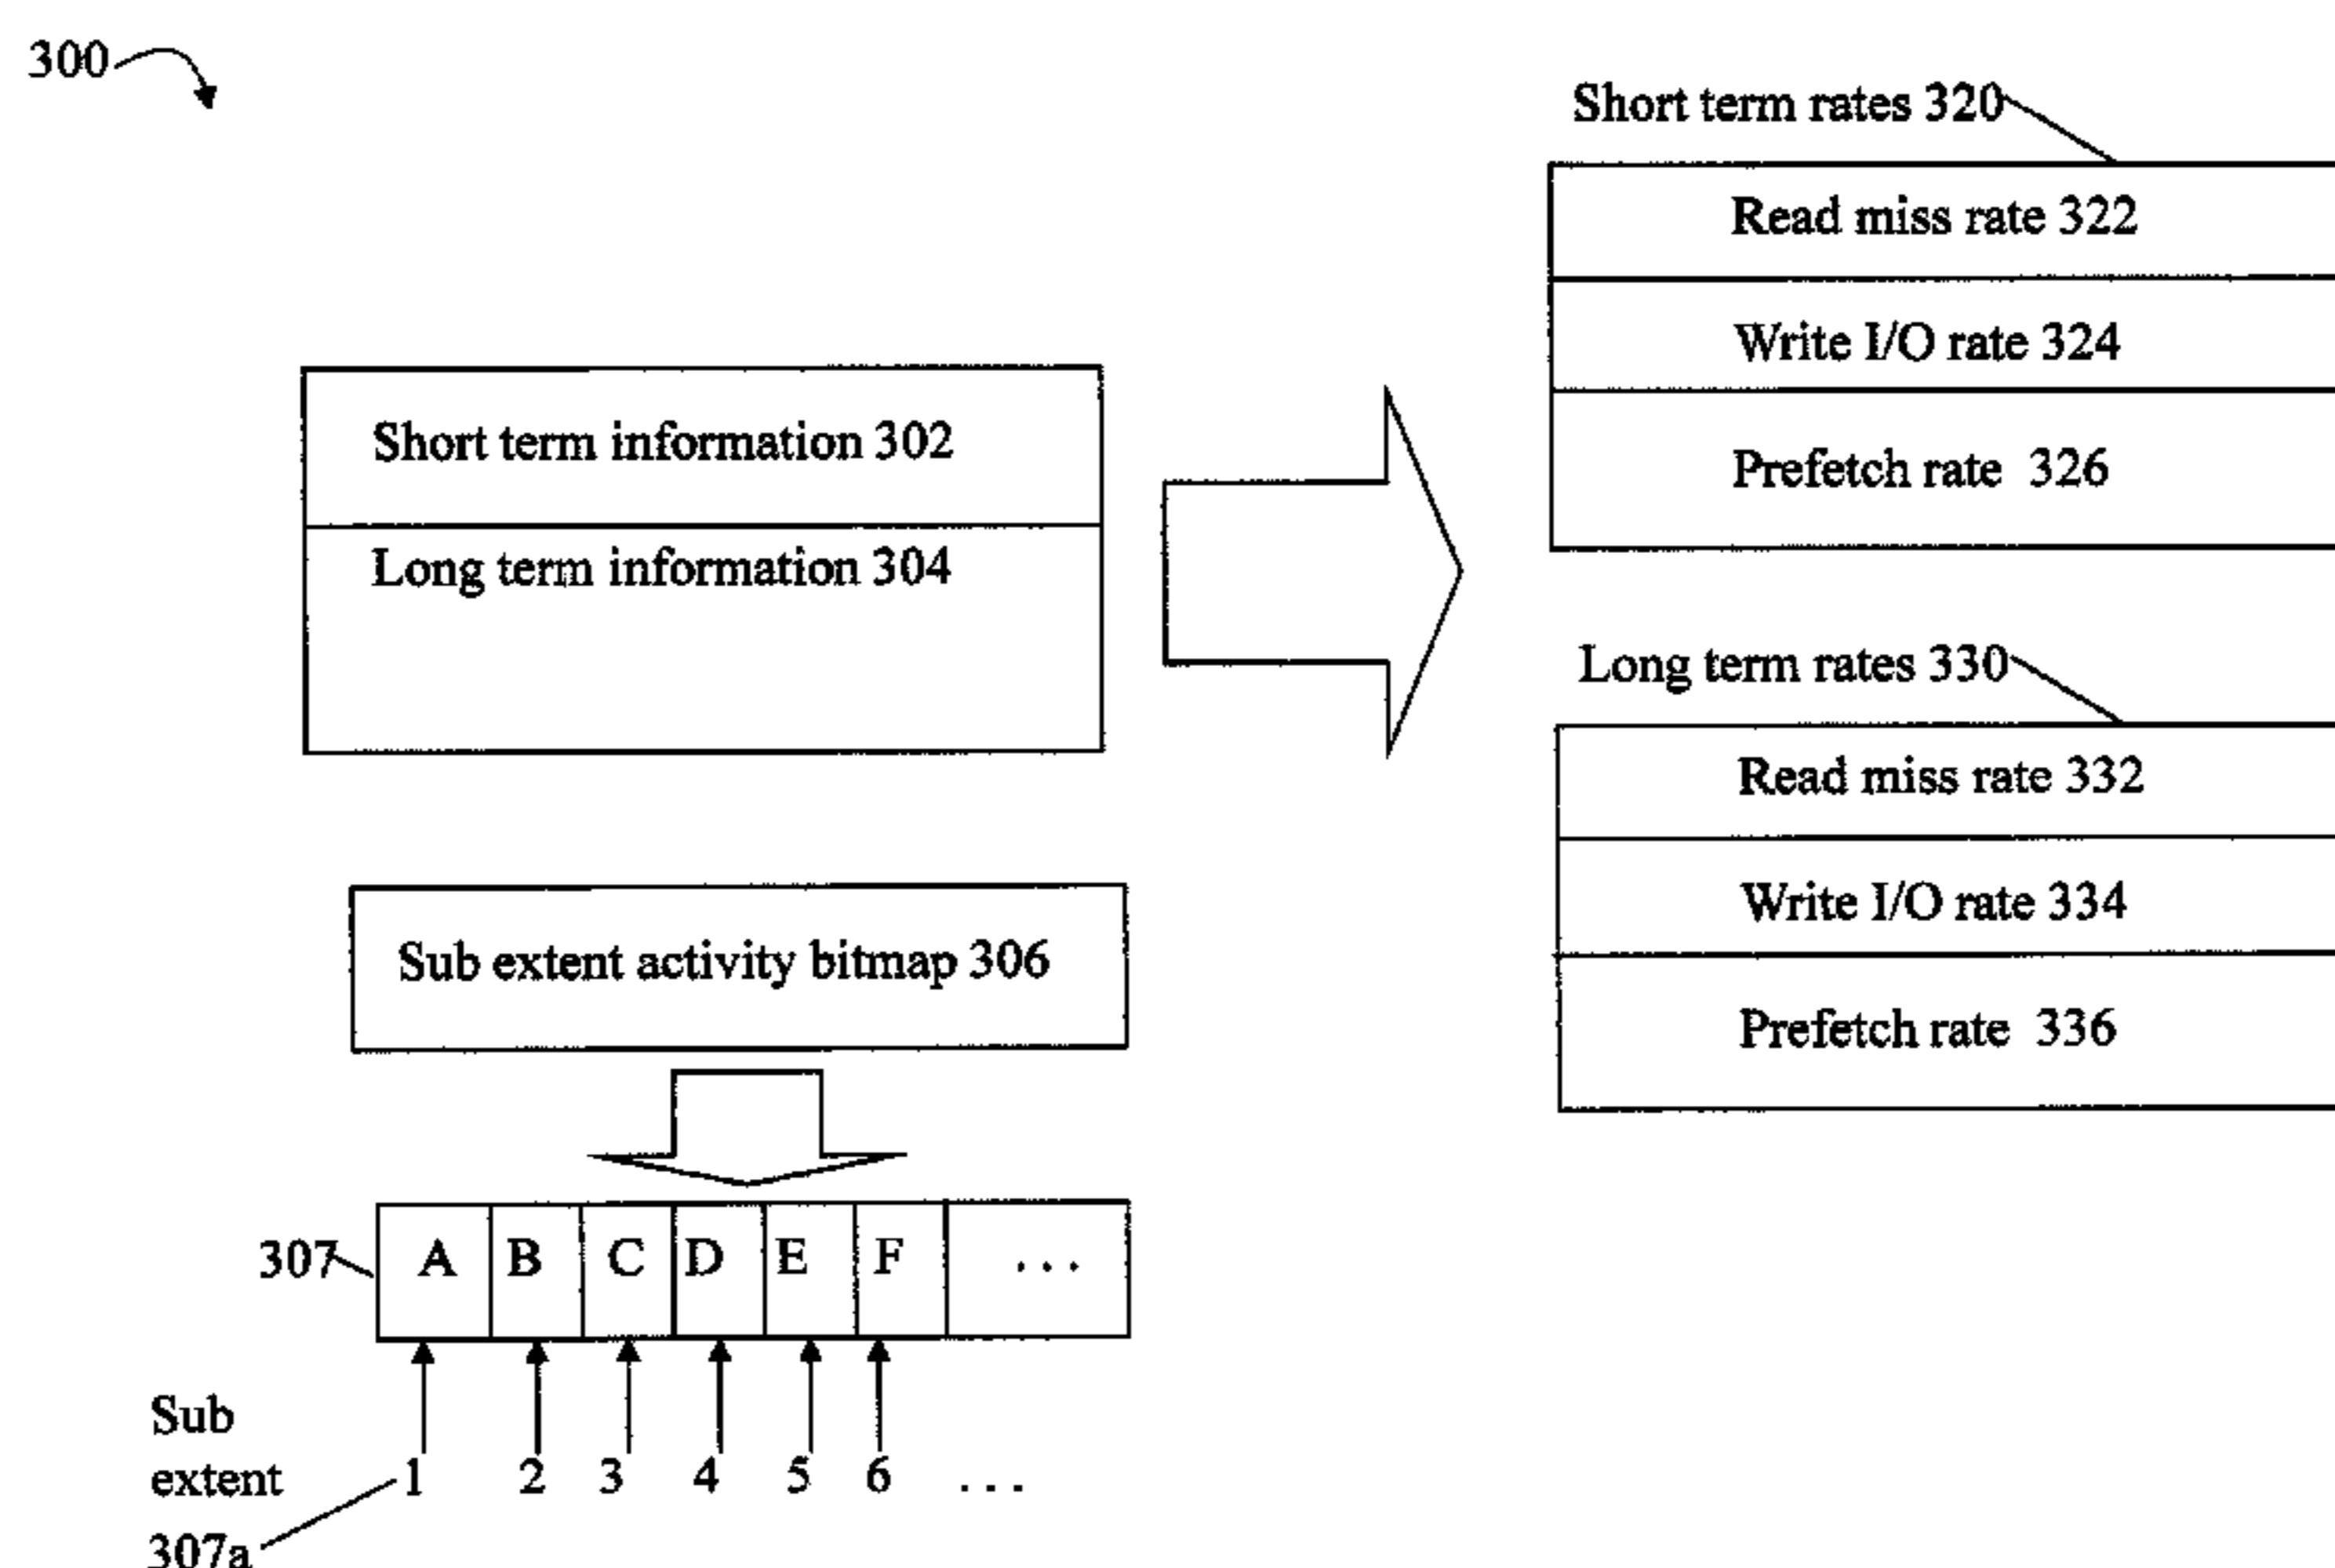 300
Short term rates 320
Read miss rate 322
Write I/O rate 324
Prefetch rate 326
Short term information 302
Long term information 304
Long term rates 330
Read miss rate 332
Write I/O rate 334
Prefetch rate 336
Sub extent activity bitmap 306
307 A B C D E F ...
Sub
extent 1 2 3 4 5 6 ...
307a